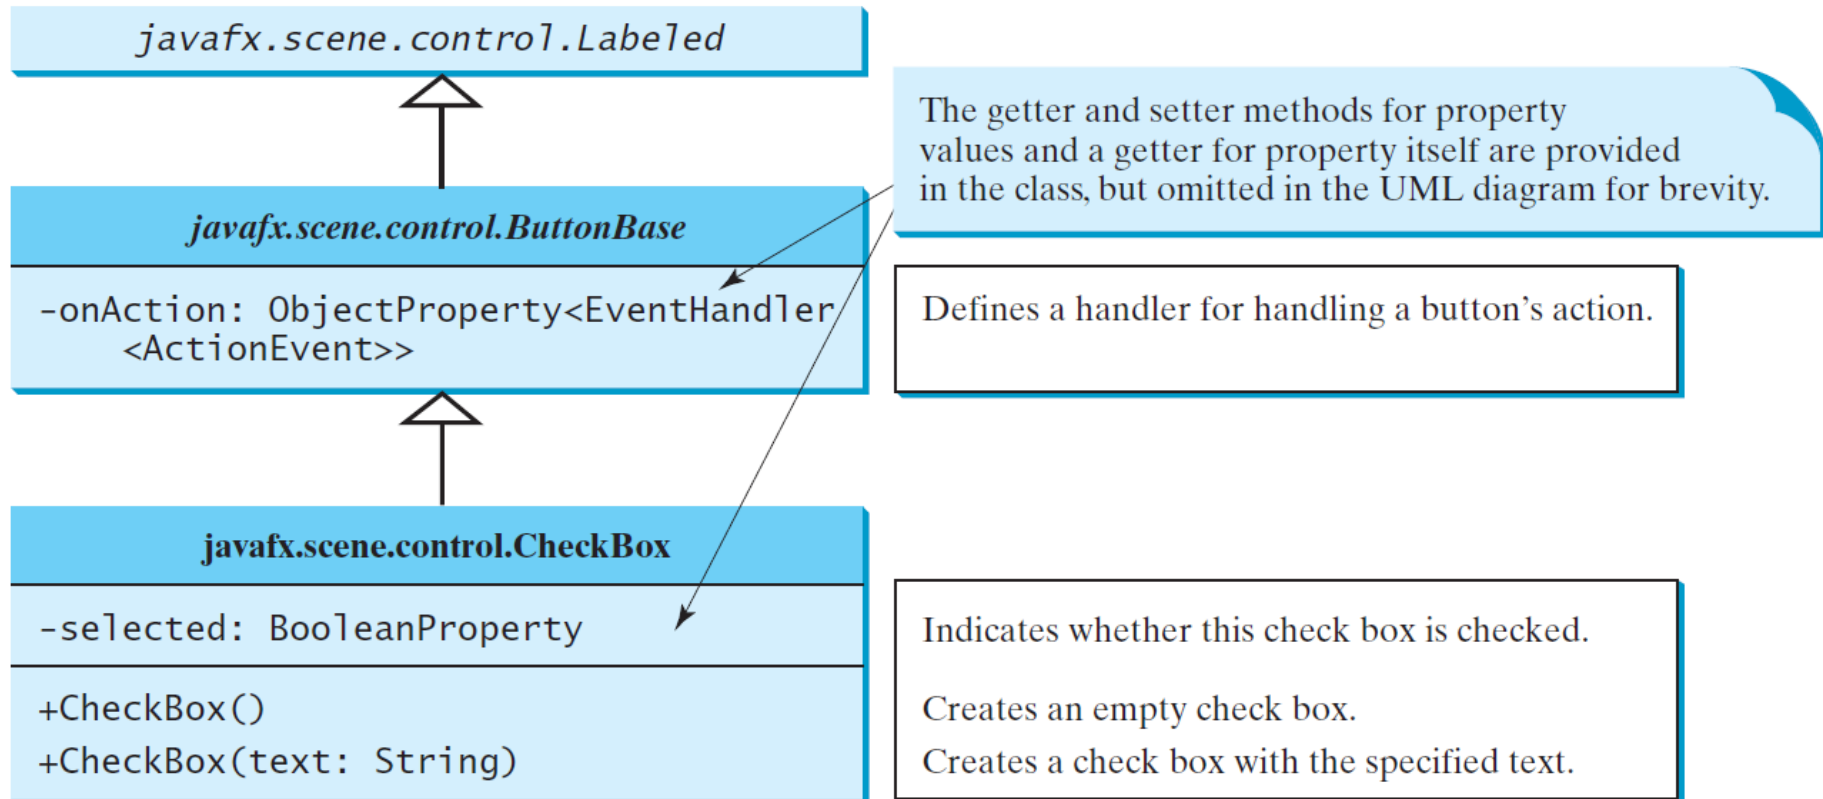 javafx.scene.control.Labeled
The getter and setter methods for property
values and a getter for property itself are provided
in the class, but omitted in the UML diagram for brevity.
javafx.scene.control.ButtonBase
-onAction: ObjectProperty<EventHandler
<ActionEvent>>
Defines a handler for handling a button’s action.
javafx.scene.control.CheckBox
-selected: BooleanProperty
Indicates whether this check box is checked.
+CheckBox()
Creates an empty check box.
+CheckBox(text: String)
Creates a check box with the specified text.